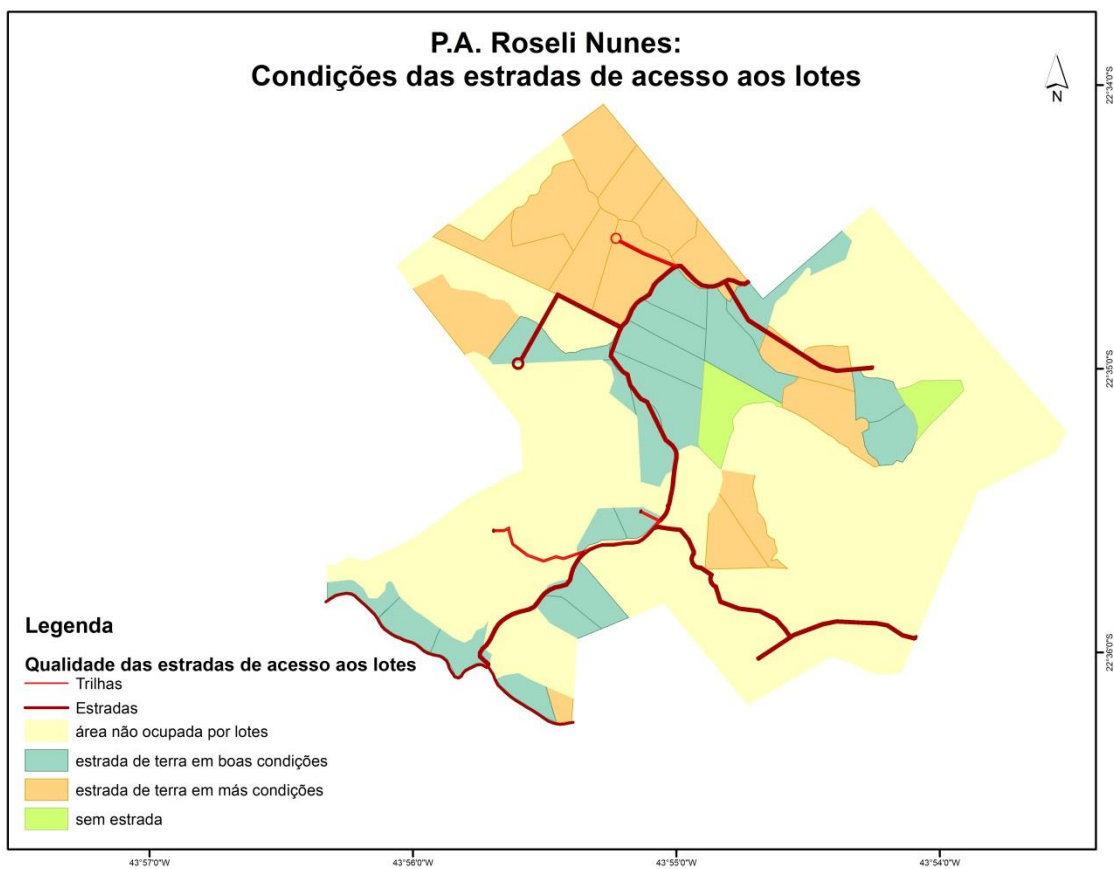 P.A. Roseli Nunes:
Condições das estradas de acesso aos lotes
N
22°34'0"S
22°35'0"S
22°36'0"S
Legenda
Qualidade das estradas de acesso aos lotes
Trilhas
Estradas
área não ocupada por lotes
estrada de terra em boas condições
estrada de terra em más condições
sem estrada
43°57'0"W
43°56'0"W
43°55'0"W
43°54'0"W